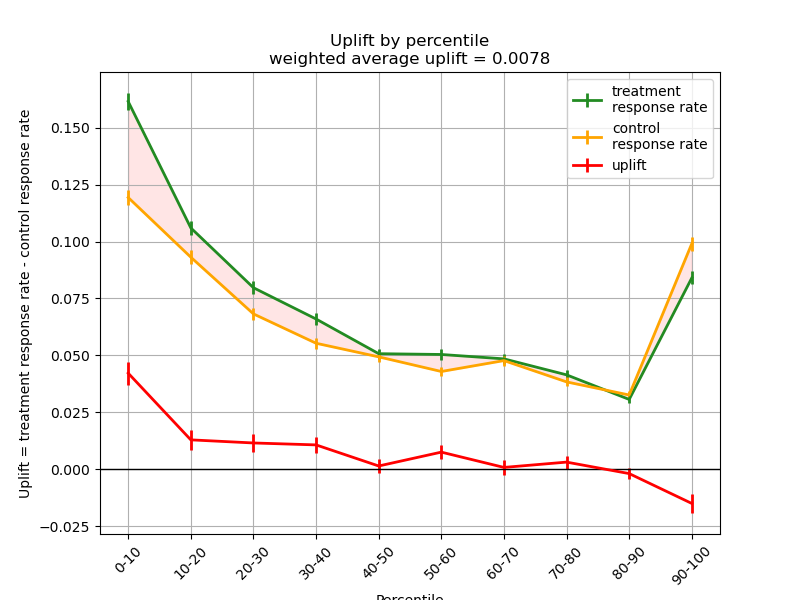 Uplift by percentile
weighted average uplift = 0.0078
treatment
response rate
control
response rate
uplift
Uplift = treatment response rate - control response rate
0.150
0.125
0.100
0.075
0.050
0.025
0.000
−0.025
0-10
10-20
20-30
30-40
40-50
50-60
60-70
70-80
80-90
90-100
Percentile